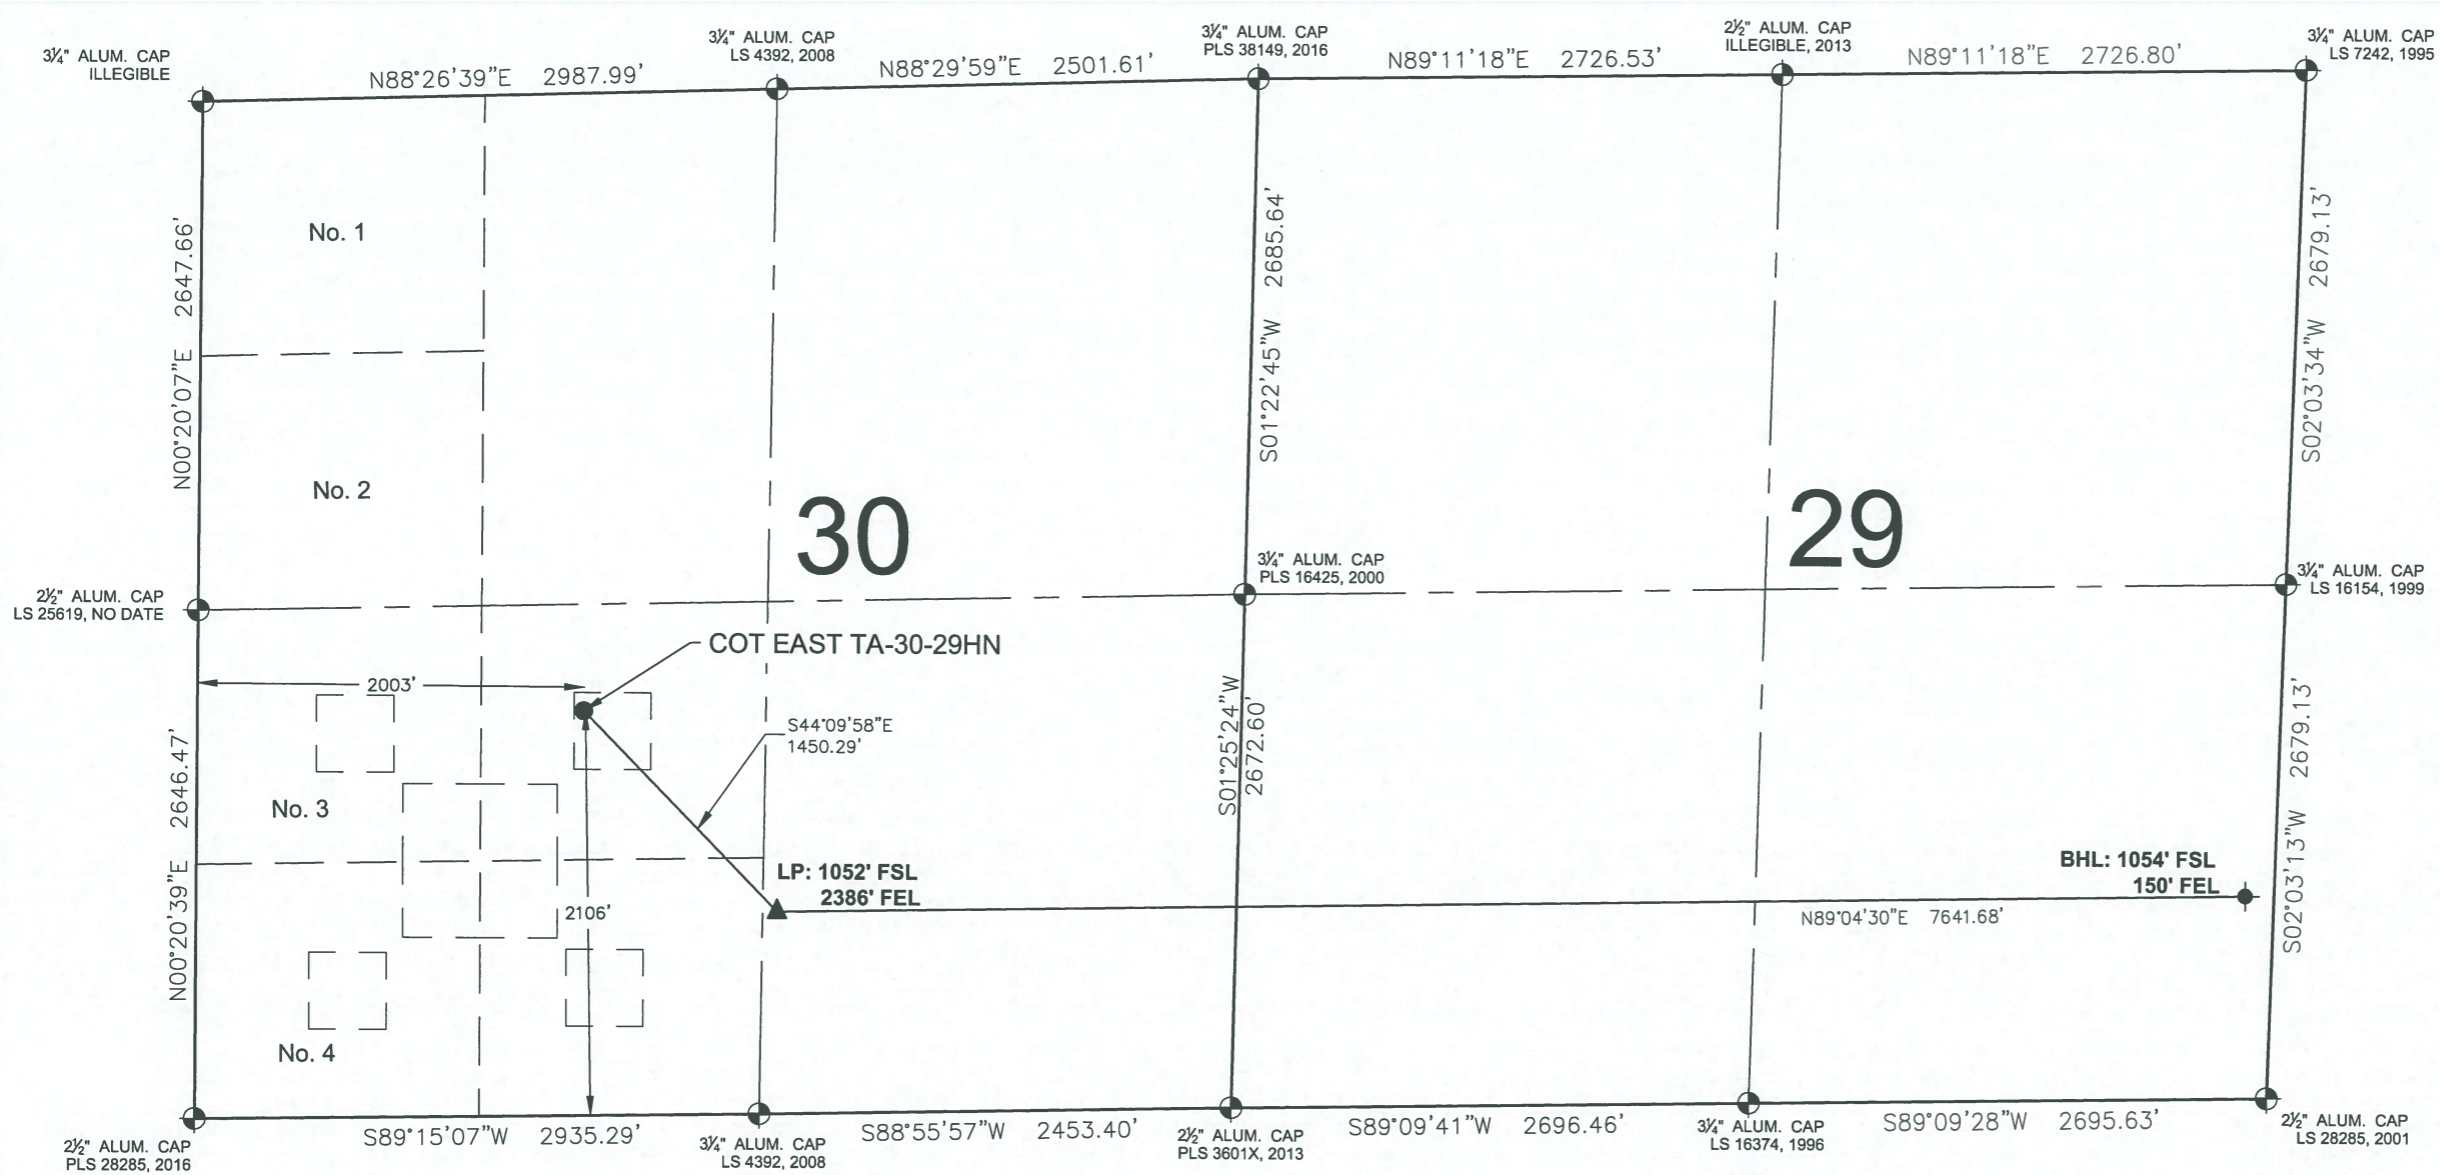 3¼" ALUM. CAP
ILLEGIBLE
N88°26'39"E 2987.99'
3¼" ALUM. CAP
LS 4392, 2008
N88°29'59"E 2501.61'
3¼" ALUM. CAP
PLS 38149, 2016
N89°11'18"E 2726.53'
2½" ALUM. CAP
ILLEGIBLE, 2013
N89°11'18"E 2726.80'
3¼" ALUM. CAP
LS 7242, 1995
No. 1
N00°20'07"E 2647.66'
No. 2
30
S01°22'45"W 2685.64'
29
S02°03'34"W 2679.13'
2½" ALUM. CAP
LS 25619, NO DATE
3¼" ALUM. CAP
PLS 16425, 2000
3¼" ALUM. CAP
LS 16154, 1999
COT EAST TA-30-29HN
2003'
S44°09'58"E
1450.29'
N00°20'39"E 2646.47'
No. 3
2106'
LP: 1052' FSL
2386' FEL
S01°25'24"W
2672.60'
N89°04'30"E 7641.68'
BHL: 1054' FSL
150' FEL
S02°03'13"W 2679.13'
No. 4
2½" ALUM. CAP
PLS 28285, 2016
S89°15'07"W 2935.29'
3¼" ALUM. CAP
LS 4392, 2008
S88°55'57"W 2453.40'
2½" ALUM. CAP
PLS 3601X, 2013
S89°09'41"W 2696.46'
3¼" ALUM. CAP
LS 16374, 1996
S89°09'28"W 2695.63'
2½" ALUM. CAP
LS 28285, 2001